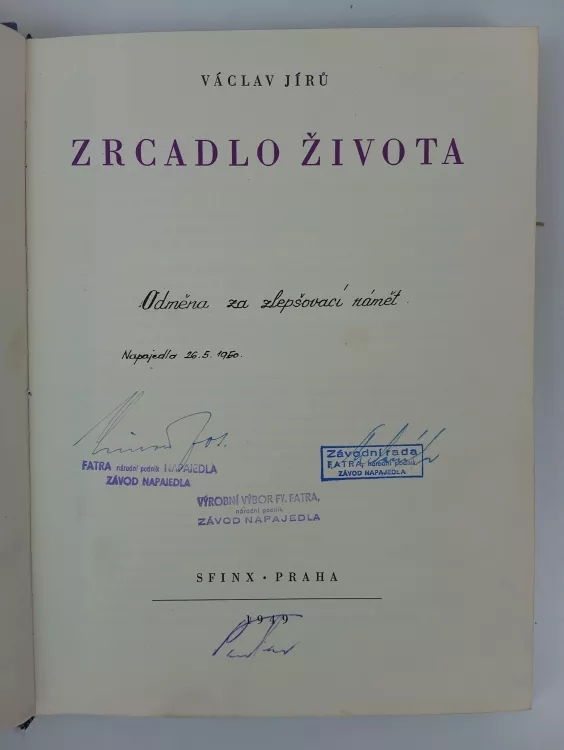 VÁCLAV JÍRŮ
ZRCADLO ŽIVOTA
Odměna za zlepšovací námět.
Napajedla 26.5.1950.
Jos.
FATRA národní podnik NAPAJEDLA
ZÁVOD NAPAJEDLA
Závodní rada
FATRA, národní podnik
ZÁVOD NAPAJEDLA
VÝROBNÍ VÝBOR FY. FATRA,
národní podnik
ZÁVOD NAPAJEDLA
SFINX · PRAHA
1949